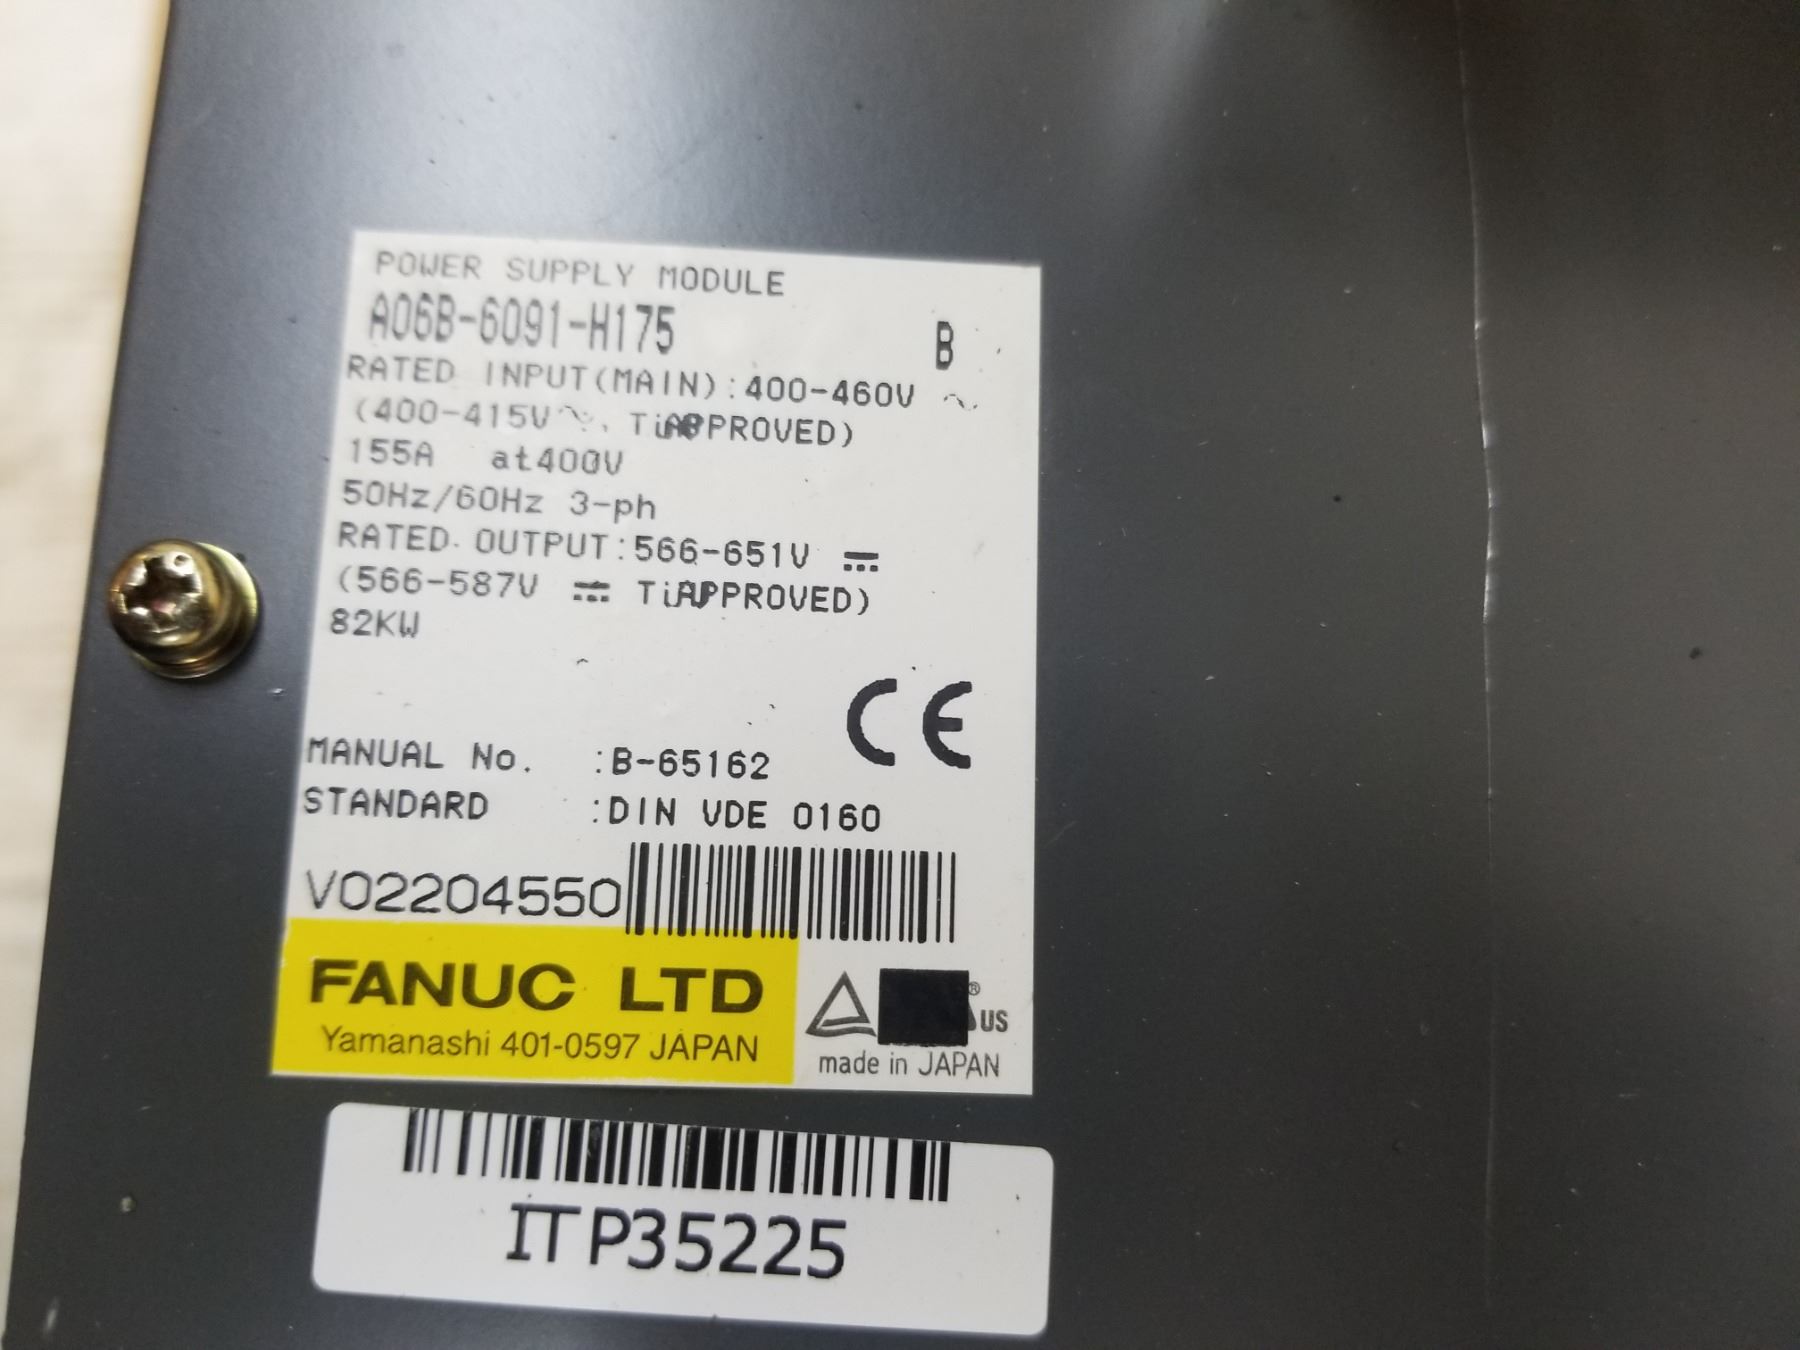 POWER SUPPLY MODULE
A06B-6091-H175 B
RATED INPUT(MAIN):400-460V ~
(400-415V ~, TüAPPROVED)
155A at400V
50Hz/60Hz 3-ph
RATED OUTPUT:566-651V ⎓
(566-587V ⎓ APPROVED)
82KW
CE
MANUAL No. :B-65162
STANDARD :DIN VDE 0160
V02204550
FANUC LTD
Yamanashi 401-0597 JAPAN
® US
made in JAPAN
ITP35225